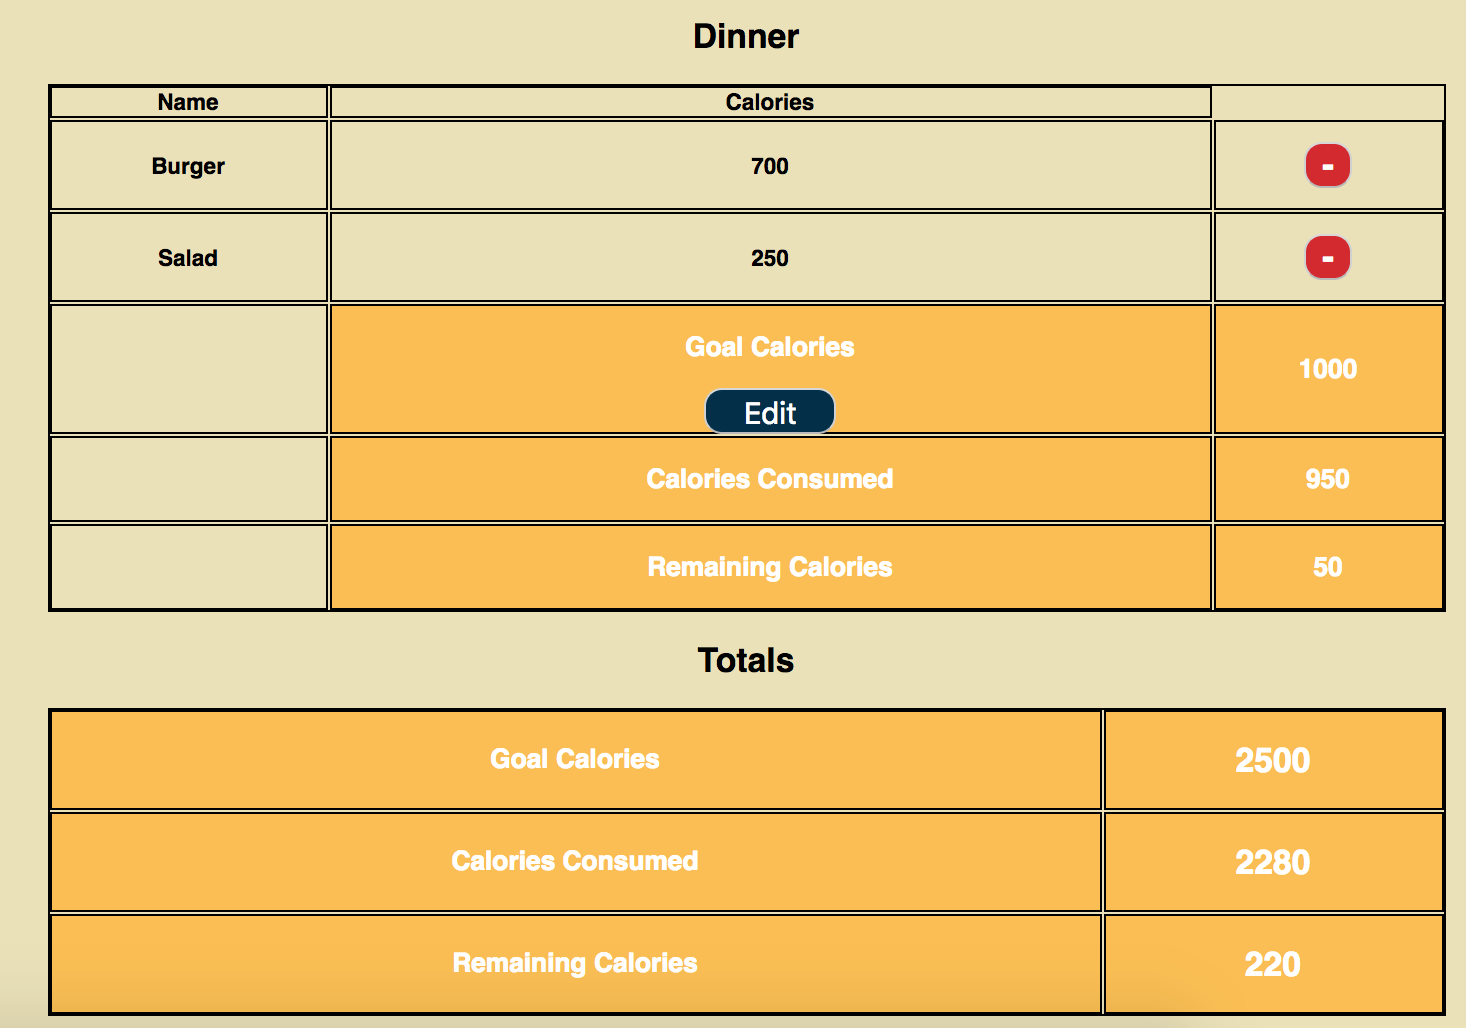 Dinner
Name Calories
Burger 700 -
Salad 250 -
Goal Calories 1000
Edit
Calories Consumed 950
Remaining Calories 50
Totals
Goal Calories 2500
Calories Consumed 2280
Remaining Calories 220